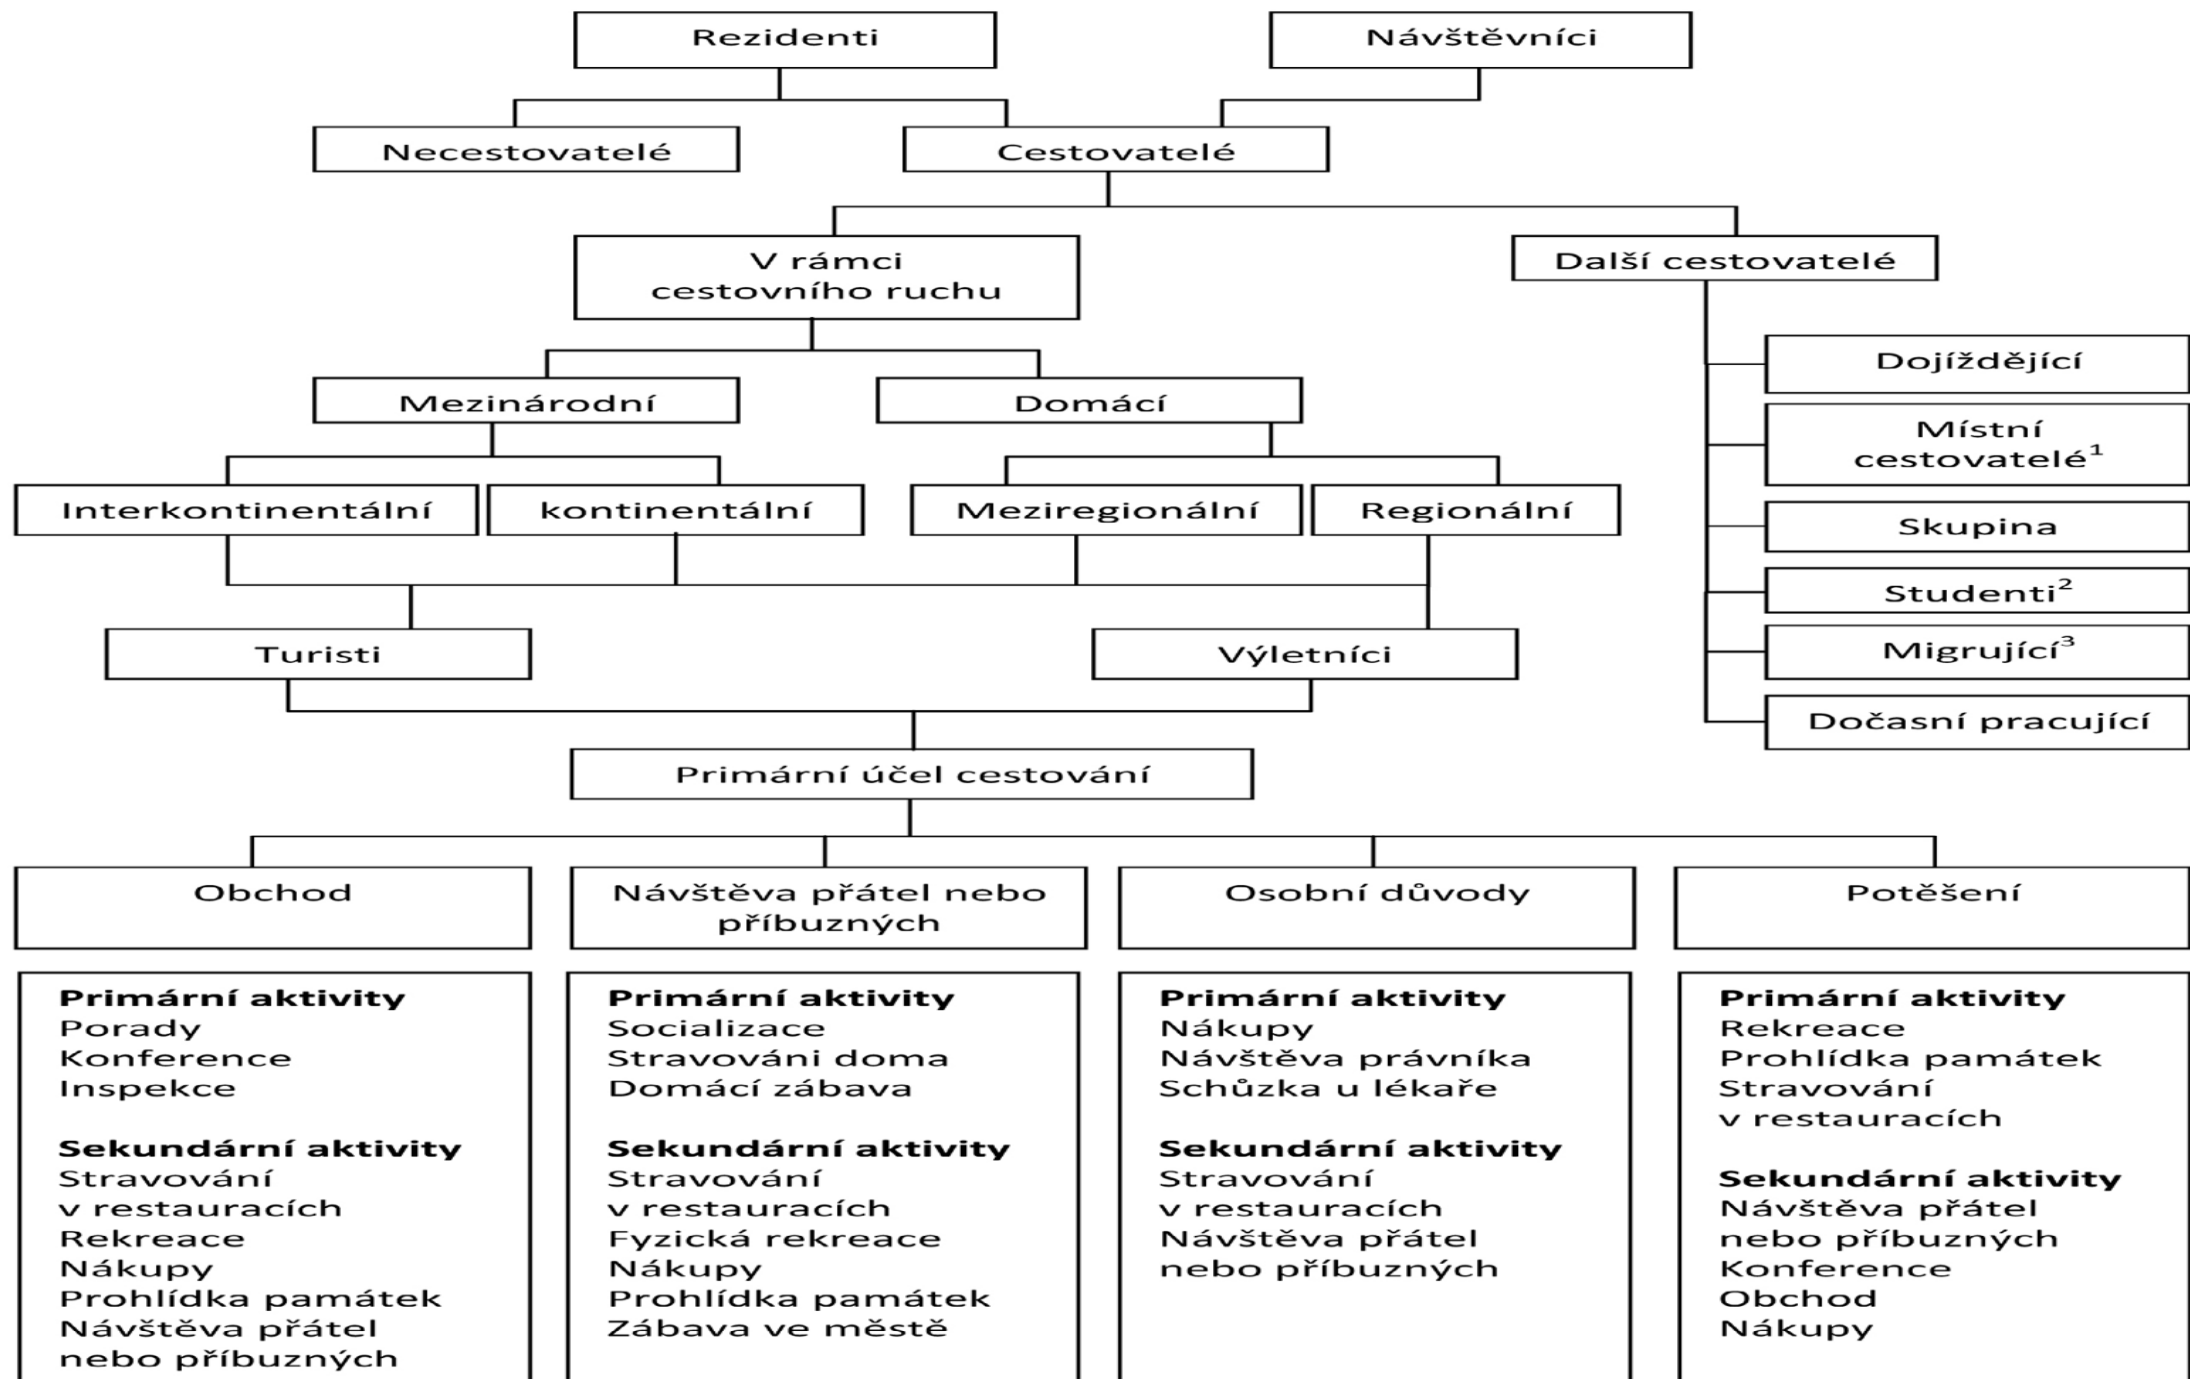 Rezidenti
Návštěvníci
Necestovatelé
Cestovatelé
V rámci
cestovního ruchu
Další cestovatelé
Mezinárodní
Domácí
Interkontinentální
kontinentální
Meziregionální
Regionální
Dojíždějící
Místní
cestovatelé¹
Skupina
Studenti²
Migrující³
Dočasní pracující
Turisti
Výletníci
Primární účel cestování
Obchod
Návštěva přátel nebo
příbuzných
Osobní důvody
Potěšení
Primární aktivity
Porady
Konference
Inspekce
Sekundární aktivity
Stravování
v restauracích
Rekreace
Nákupy
Prohlídka památek
Návštěva přátel
nebo příbuzných
Primární aktivity
Socializace
Stravováni doma
Domácí zábava
Sekundární aktivity
Stravování
v restauracích
Fyzická rekreace
Nákupy
Prohlídka památek
Zábava ve městě
Primární aktivity
Nákupy
Návštěva právníka
Schůzka u lékaře
Sekundární aktivity
Stravování
v restauracích
Návštěva přátel
nebo příbuzných
Primární aktivity
Rekreace
Prohlídka památek
Stravování
v restauracích
Sekundární aktivity
Návštěva přátel
nebo příbuzných
Konference
Obchod
Nákupy